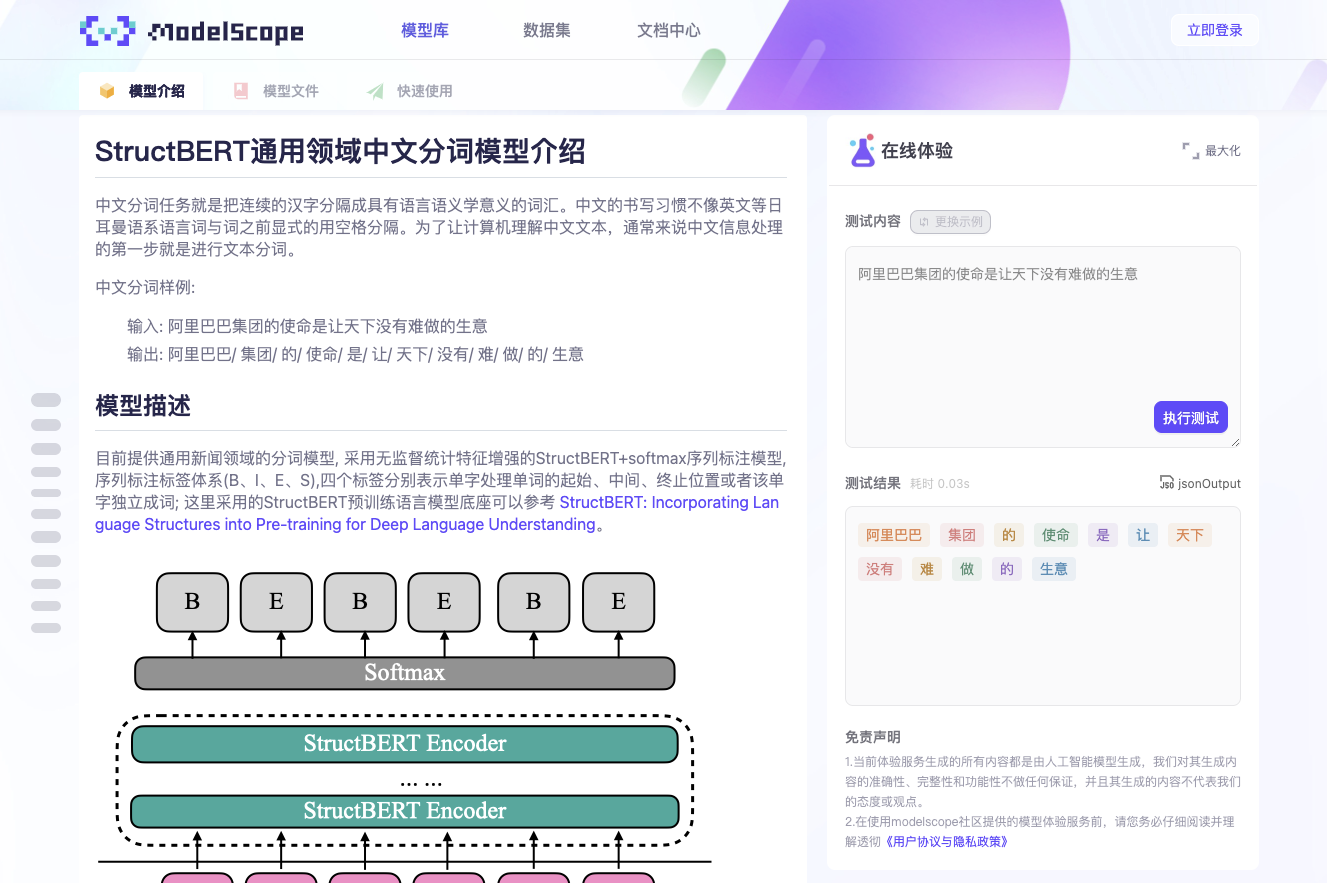 ModelScope
模型库
数据集
文档中心
立即登录
模型介绍
模型文件
快速使用
StructBERT通用领域中文分词模型介绍
中文分词任务就是把连续的汉字分隔成具有语言语义学意义的词汇。中文的书写习惯不像英文等日
耳曼语系语言词与词之前显式的用空格分隔。为了让计算机理解中文文本，通常来说中文信息处理
的第一步就是进行文本分词。
中文分词样例:
输入: 阿里巴巴集团的使命是让天下没有难做的生意
输出: 阿里巴巴/ 集团/ 的/ 使命/ 是/ 让/ 天下/ 没有/ 难/ 做/ 的/ 生意
模型描述
目前提供通用新闻领域的分词模型, 采用无监督统计特征增强的StructBERT+softmax序列标注模型,
序列标注标签体系(B、I、E、S),四个标签分别表示单字处理单词的起始、中间、终止位置或者该单
字独立成词; 这里采用的StructBERT预训练语言模型底座可以参考 StructBERT: Incorporating Lan
guage Structures into Pre-training for Deep Language Understanding。
B E B E B E
Softmax
StructBERT Encoder
... ...
StructBERT Encoder
在线体验
最大化
测试内容
更换示例
阿里巴巴集团的使命是让天下没有难做的生意
执行测试
测试结果 耗时 0.03s
JSD jsonOutput
阿里巴巴 集团 的 使命 是 让 天下
没有 难 做 的 生意
免责声明
1.当前体验服务生成的所有内容都是由人工智能模型生成，我们对其生成内
容的准确性、完整性和功能性不做任何保证，并且其生成的内容不代表我们
的态度或观点。
2.在使用modelscope社区提供的模型体验服务前，请您务必仔细阅读并理
解透彻《用户协议与隐私政策》